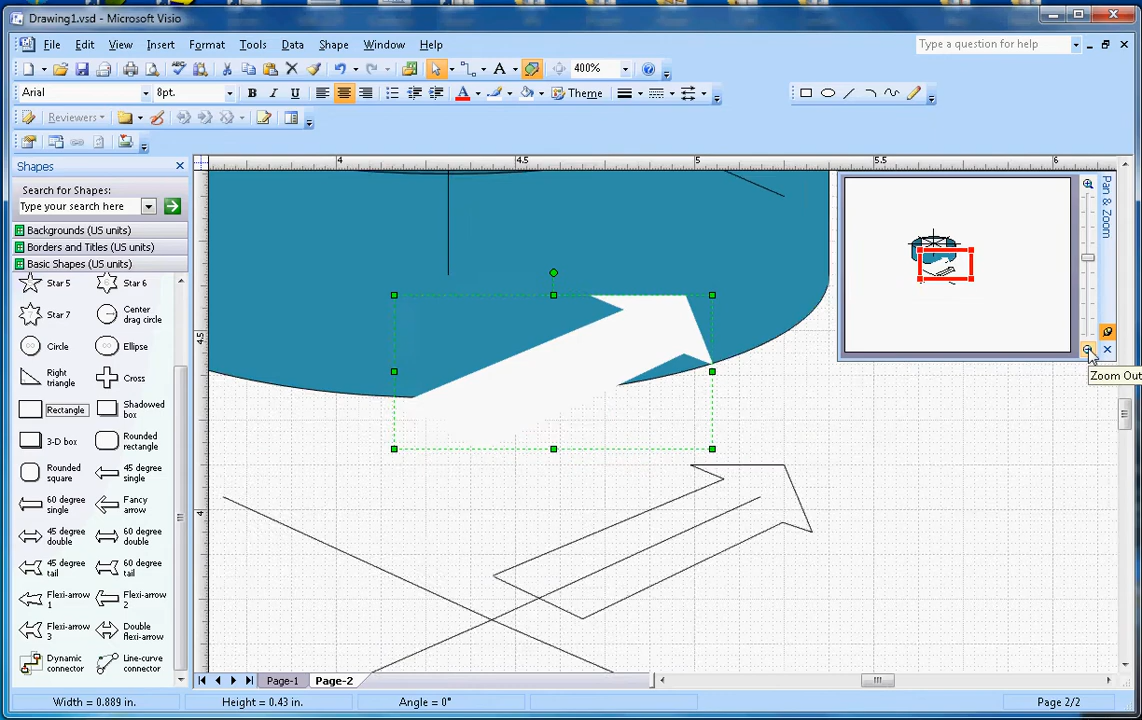 Drawing1.vsd - Microsoft Visio
File Edit View Insert Format Tools Data Shape Window Help
Type a question for help
400%
Arial 8pt. B I U A Theme
Reviewers
Shapes
Search for Shapes:
Type your search here
Backgrounds (US units)
Borders and Titles (US units)
Basic Shapes (US units)
Star 5 Star 6
Star 7 Center drag circle
Circle Ellipse
Right triangle Cross
Rectangle Shadowed box
3-D box Rounded rectangle
Rounded square 45 degree single
60 degree single Fancy arrow
45 degree double 60 degree double
45 degree tail 60 degree tail
Flexi-arrow 1 Flexi-arrow 2
Flexi-arrow 3 Double flexi-arrow
Dynamic connector Line-curve connector
4 4.5 5 5.5 6
4.5
4
Pan & Zoom
Zoom Out
Page-1 Page-2
Width = 0.889 in. Height = 0.43 in. Angle = 0° Page 2/2